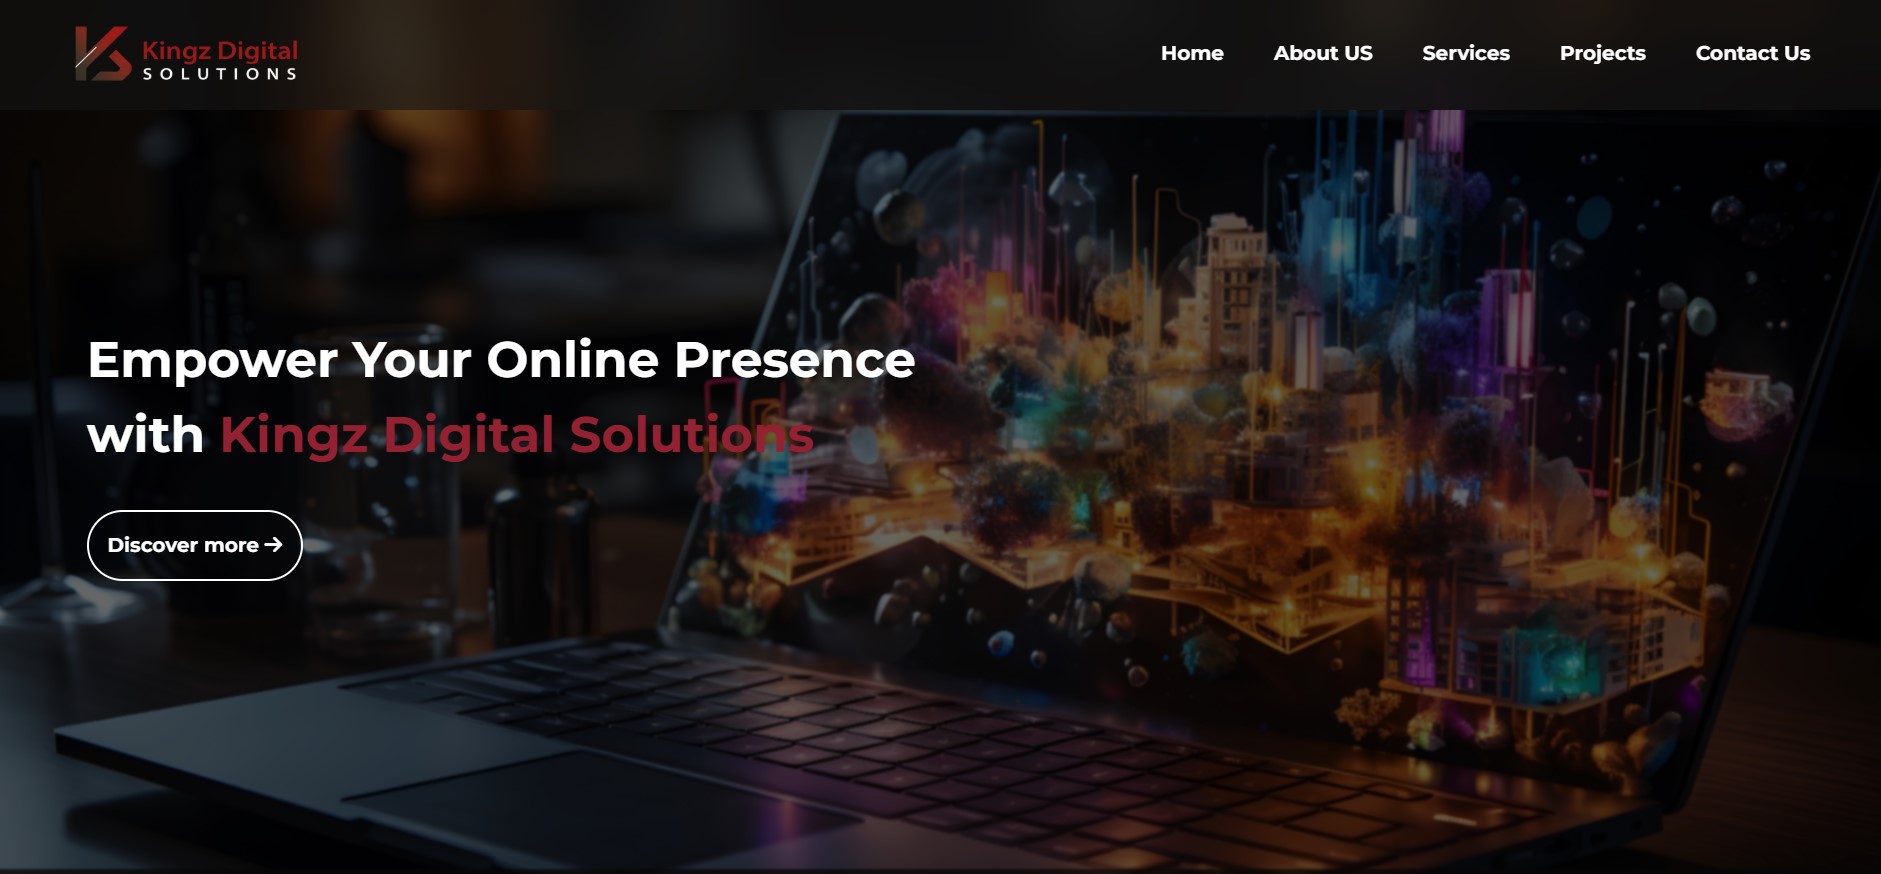 Kingz Digital
SOLUTIONS
Home About US Services Projects Contact Us
Empower Your Online Presence
with Kingz Digital Solutions
Discover more →